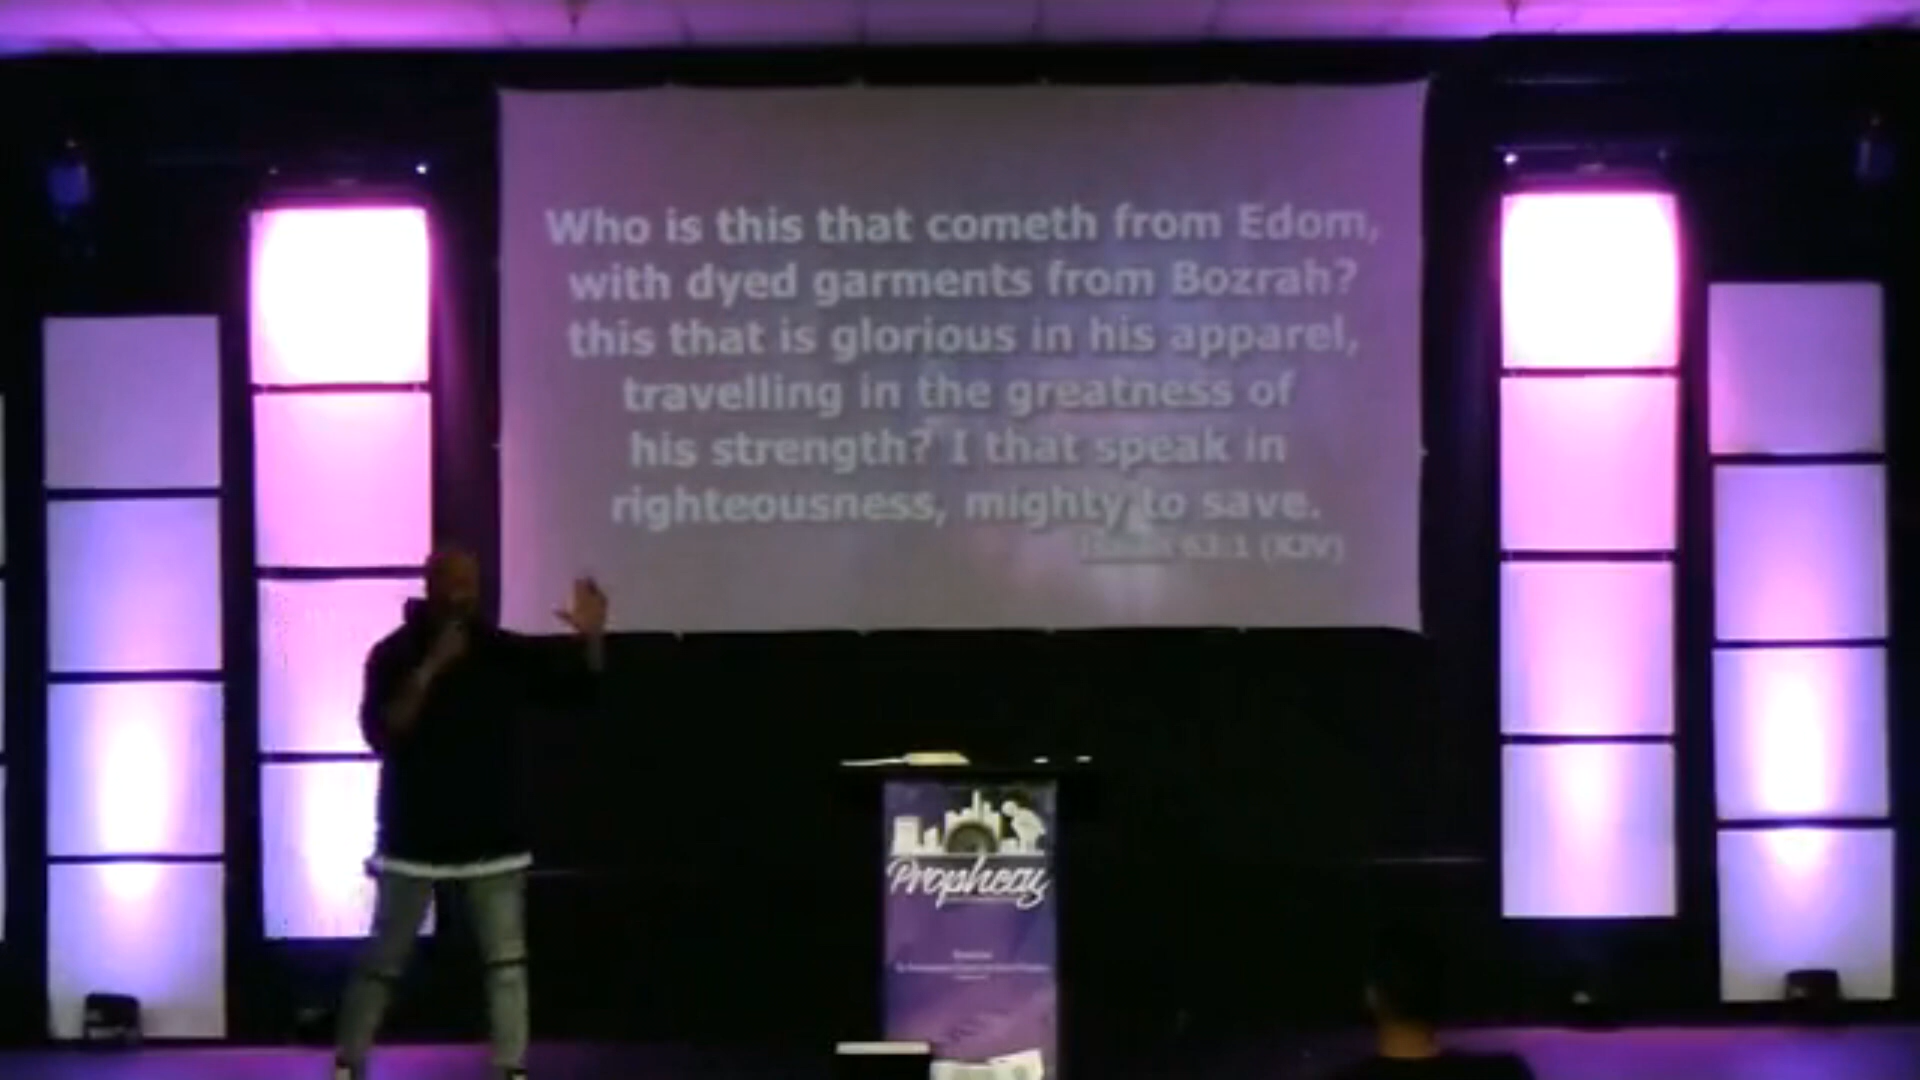 Who is this that cometh from Edom,
with dyed garments from Bozrah?
this that is glorious in his apparel,
travelling in the greatness of
his strength? I that speak in
righteousness, mighty to save.
63:1 (KJV)
Prophecy